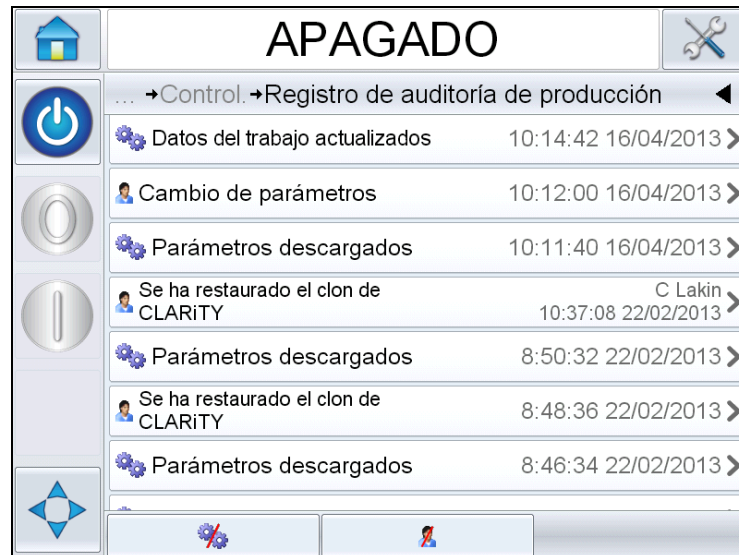 APAGADO
... →Control.→Registro de auditoría de producción
Datos del trabajo actualizados 10:14:42 16/04/2013
Cambio de parámetros 10:12:00 16/04/2013
Parámetros descargados 10:11:40 16/04/2013
Se ha restaurado el clon de C Lakin
CLARiTY 10:37:08 22/02/2013
Parámetros descargados 8:50:32 22/02/2013
Se ha restaurado el clon de
CLARiTY 8:48:36 22/02/2013
Parámetros descargados 8:46:34 22/02/2013